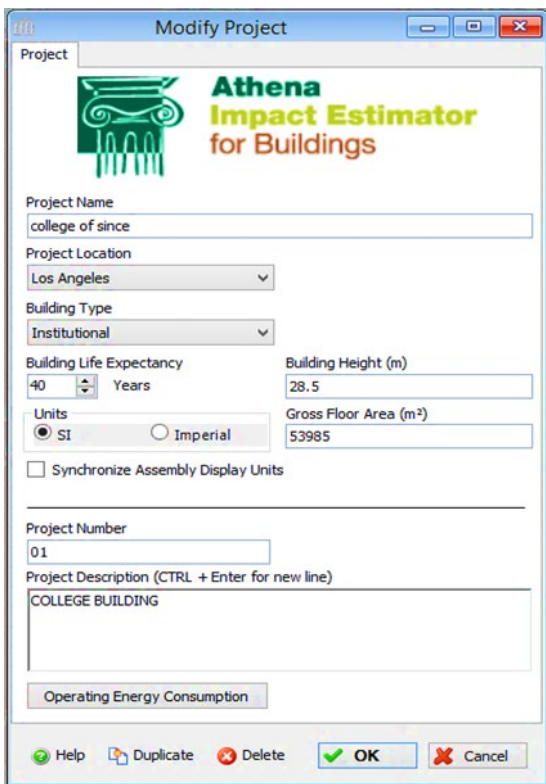 Modify Project
Project
Athena
Impact Estimator
for Buildings
Project Name
college of since
Project Location
Los Angeles
Building Type
Institutional
Building Life Expectancy
40 Years
Building Height (m)
28.5
Units
SI Imperial
Gross Floor Area (m²)
53985
Synchronize Assembly Display Units
Project Number
01
Project Description (CTRL + Enter for new line)
COLLEGE BUILDING
Operating Energy Consumption
Help Duplicate Delete OK Cancel